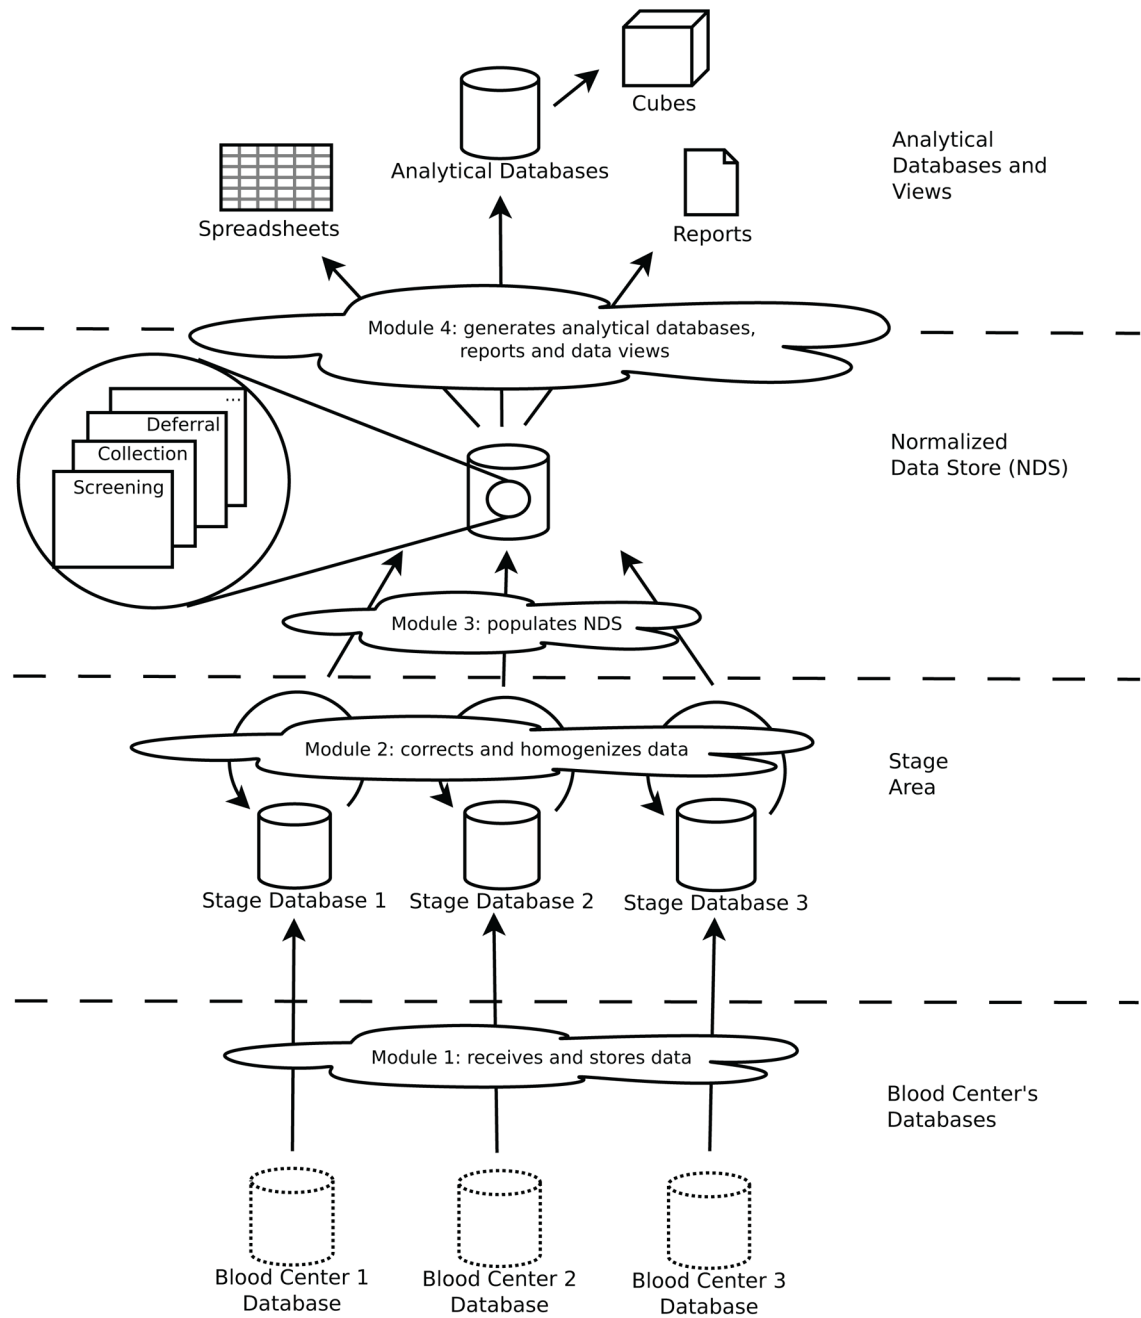 Cubes
Analytical Databases
Analytical
Databases and
Views
Spreadsheets
Reports
Module 4: generates analytical databases,
reports and data views
...
Deferral
Collection
Screening
Normalized
Data Store (NDS)
Module 3: populates NDS
Module 2: corrects and homogenizes data
Stage
Area
Stage Database 1
Stage Database 2
Stage Database 3
Module 1: receives and stores data
Blood Center's
Databases
Blood Center 1
Database
Blood Center 2
Database
Blood Center 3
Database